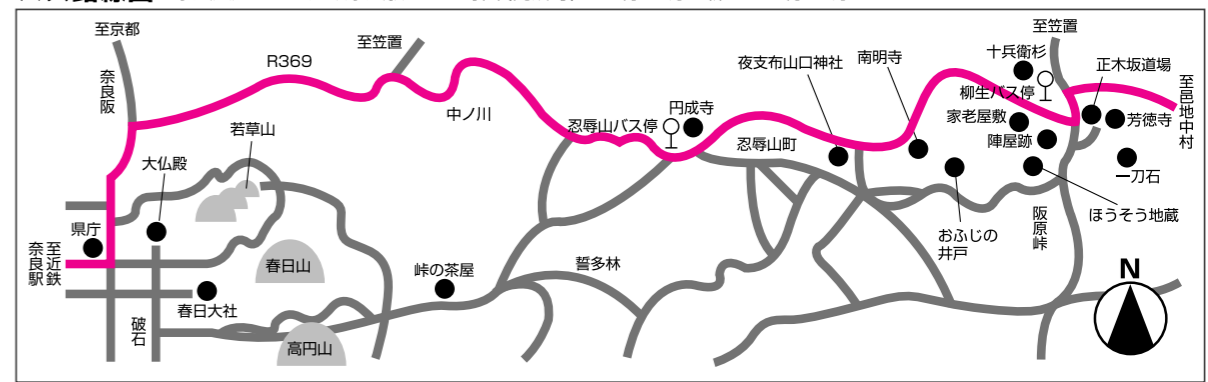 至京都
奈良阪
R369
至笠置
中ノ川
若草山
大仏殿
県庁
至近鉄
奈良駅
春日大社
破石
春日山
高円山
峠の茶屋
誓多林
忍辱山バス停
円成寺
忍辱山町
夜支布山口神社
南明寺
十兵衛杉
至笠置
柳生バス停
正木坂道場
至邑地中村
家老屋敷
陣屋跡
芳徳寺
一刀石
ほうそう地蔵
阪原峠
おふじの
井戸
N